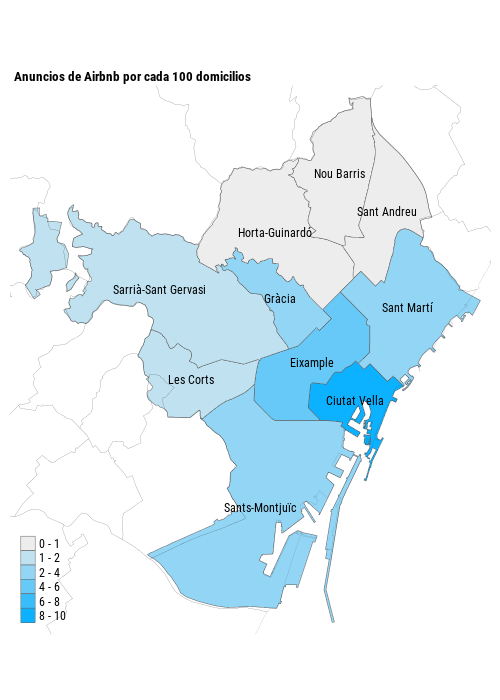 Anuncios de Airbnb por cada 100 domicilios
Nou Barris
Sant Andreu
Horta-Guinardó
Sarrià-Sant Gervasi
Gràcia
Sant Martí
Eixample
Les Corts
Ciutat Vella
Sants-Montjuïc
0 - 1
1 - 2
2 - 4
4 - 6
6 - 8
8 - 10